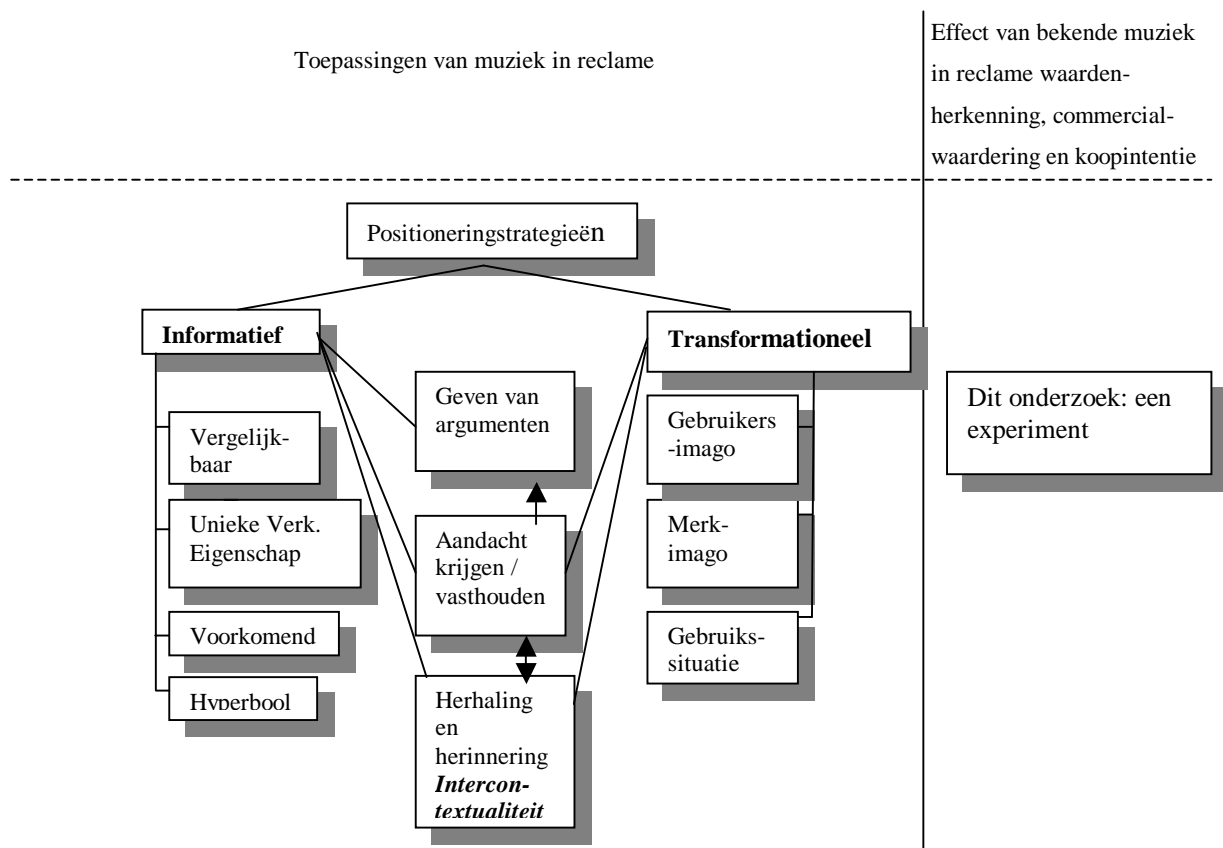 Toepassingen van muziek in reclame
Effect van bekende muziek
in reclame waarden-
herkenning, commercial-
waardering en koopintentie
Positioneringstrategieën
Informatief
Transformationeel
Vergelijk-
baar
Unieke Verk.
Eigenschap
Voorkomend
Hyperbool
Geven van
argumenten
Aandacht
krijgen /
vasthouden
Herhaling
en
herinnering
Intercon-
textualiteit
Gebruikers
-imago
Merk-
imago
Gebruiks-
situatie
Dit onderzoek: een
experiment